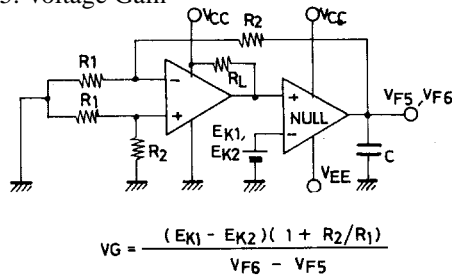 3. Voltage Gain
VCC
R2
VCC
R1
RL
R1
R2
EK1,
EK2
NULL
VF5, VF6
C
VEE
VG = (EK1 - EK2)( 1 + R2/R1) / VF6 - VF5